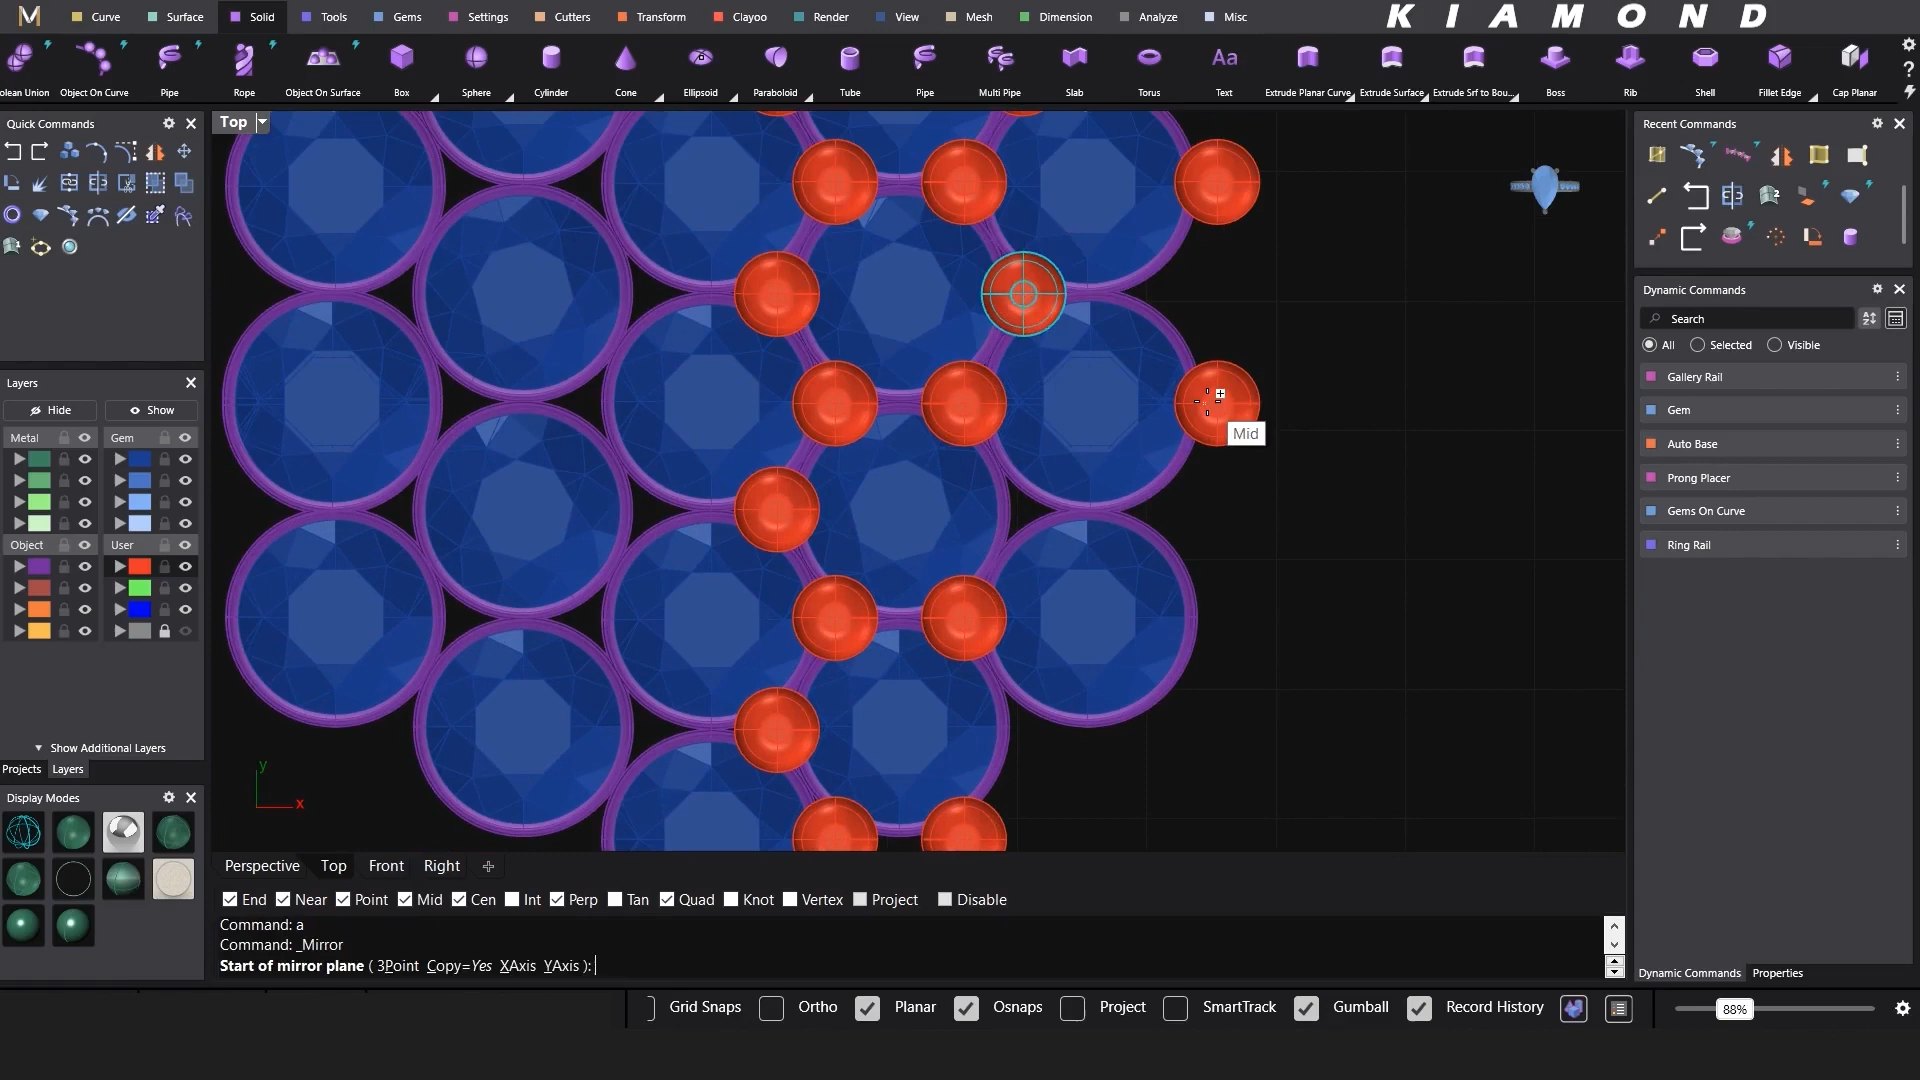 Curve Surface Solid Tools Gems Settings Cutters Transform Clayoo Render View Mesh Dimension Analyze Misc
KIAMOND
olean Union Object On Curve Pipe Rope Object On Surface Box Sphere Cylinder Cone Ellipsoid Paraboloid Tube Pipe Multi Pipe Slab Torus Text Extrude Planar Curve Extrude Surface Extrude Srf to Bou... Boss Rib Shell Fillet Edge Cap Planar
Aa
?
Quick Commands
Top
Recent Commands
Dynamic Commands
Search
All Selected Visible
Gallery Rail
Gem
Auto Base
Prong Placer
Gems On Curve
Ring Rail
Layers
Hide Show
Metal Gem
Object User
Show Additional Layers
Projects Layers
Display Modes
Mid
y
x
Perspective Top Front Right
End Near Point Mid Cen Int Perp Tan Quad Knot Vertex Project Disable
Command: a
Command: _Mirror
Start of mirror plane ( 3Point Copy=Yes XAxis YAxis ):
Dynamic Commands Properties
Grid Snaps Ortho Planar Osnaps Project SmartTrack Gumball Record History
88%